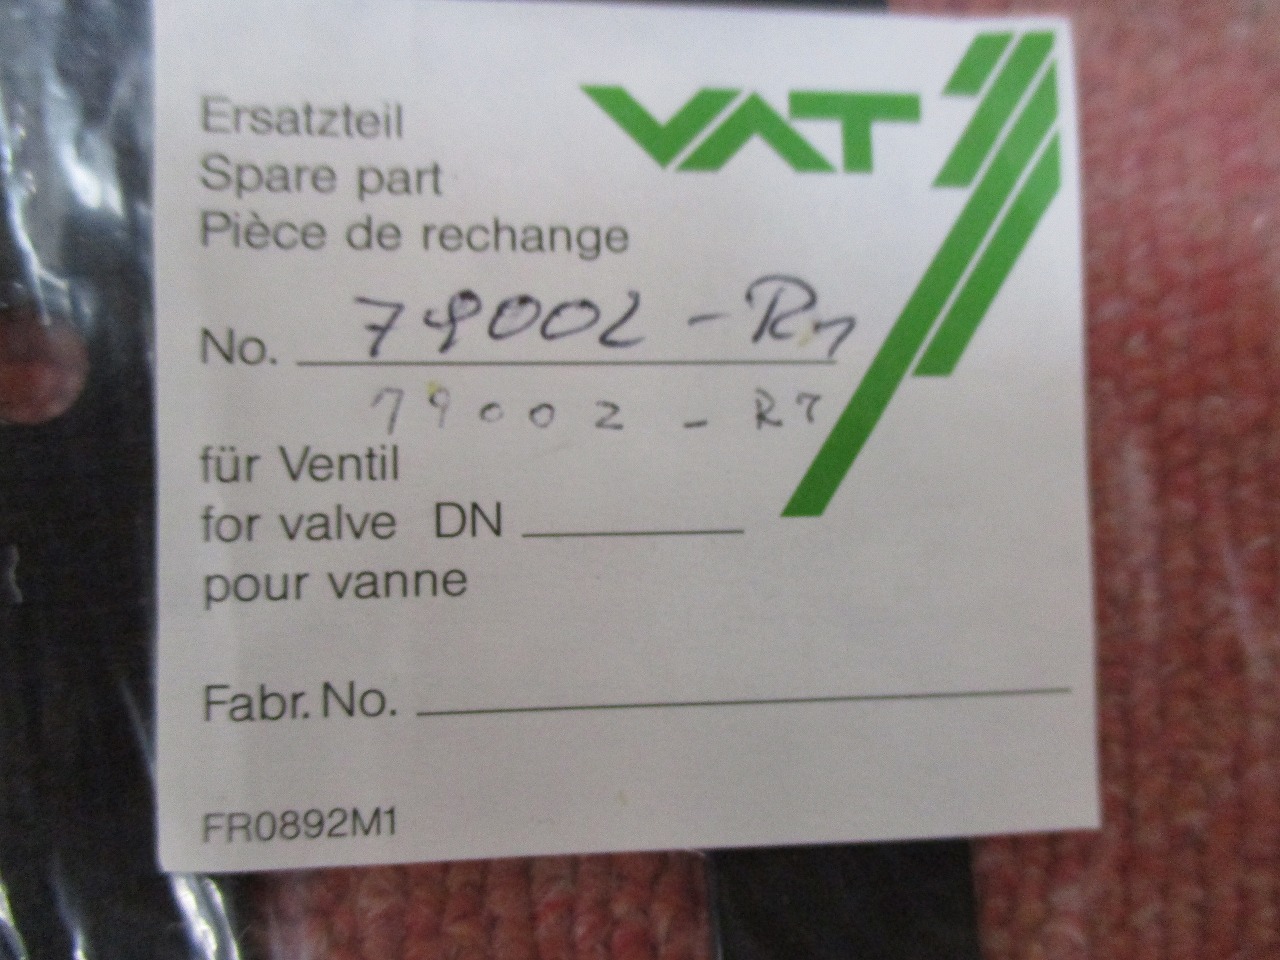 VAT
Ersatzteil
Spare part
Pièce de rechange
No. 79002 - R1
79002 - R7
für Ventil
for valve DN
pour vanne
Fabr. No.
FR0892M1